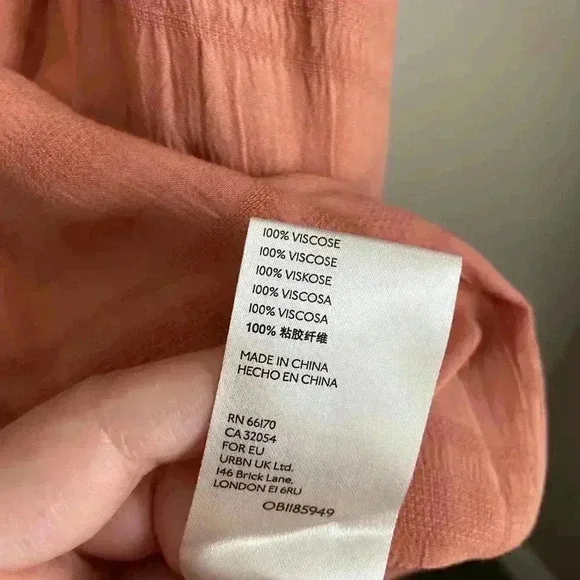 100% VISCOSE
100% VISCOSE
100% VISKOSE
100% VISCOSA
100% VISCOSA
100% 粘胶纤维
MADE IN CHINA
HECHO EN CHINA
RN 66170
CA 32054
FOR EU
URBN UK Ltd.
146 Brick Lane,
LONDON E1 6RU
OB1185949